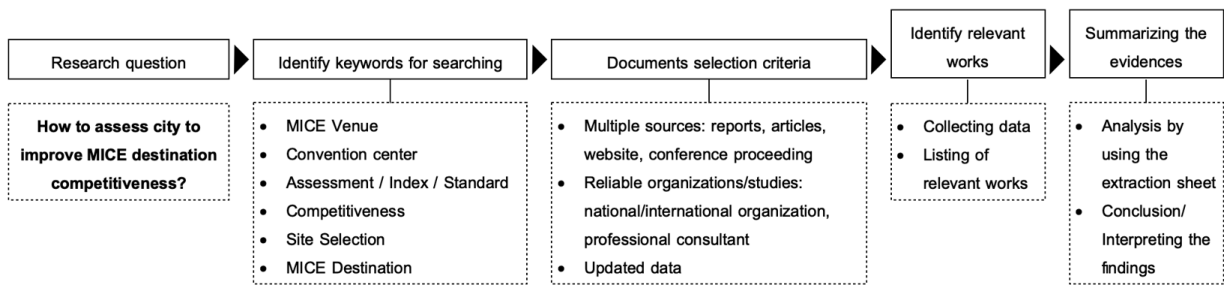 Research question
How to assess city to
improve MICE destination
competitiveness?
Identify keywords for searching
• MICE Venue
• Convention center
• Assessment / Index / Standard
• Competitiveness
• Site Selection
• MICE Destination
Documents selection criteria
• Multiple sources: reports, articles,
website, conference proceeding
• Reliable organizations/studies:
national/international organization,
professional consultant
• Updated data
Identify relevant
works
• Collecting data
• Listing of
relevant works
Summarizing the
evidences
• Analysis by
using the
extraction sheet
• Conclusion/
Interpreting the
findings